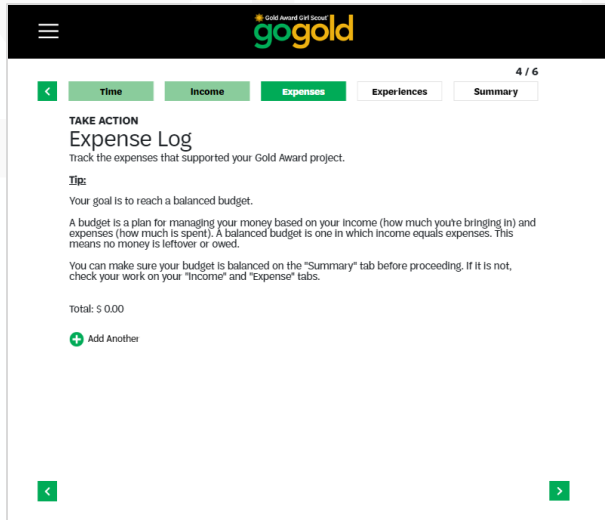 Gold Award Girl Scout
gogold
4 / 6
Time
Income
Expenses
Experiences
Summary
TAKE ACTION
Expense Log
Track the expenses that supported your Gold Award project.
Tip:
Your goal is to reach a balanced budget.
A budget is a plan for managing your money based on your income (how much you're bringing in) and
expenses (how much is spent). A balanced budget is one in which income equals expenses. This
means no money is leftover or owed.
You can make sure your budget is balanced on the "Summary" tab before proceeding. If it is not,
check your work on your "Income" and "Expense" tabs.
Total: $ 0.00
Add Another